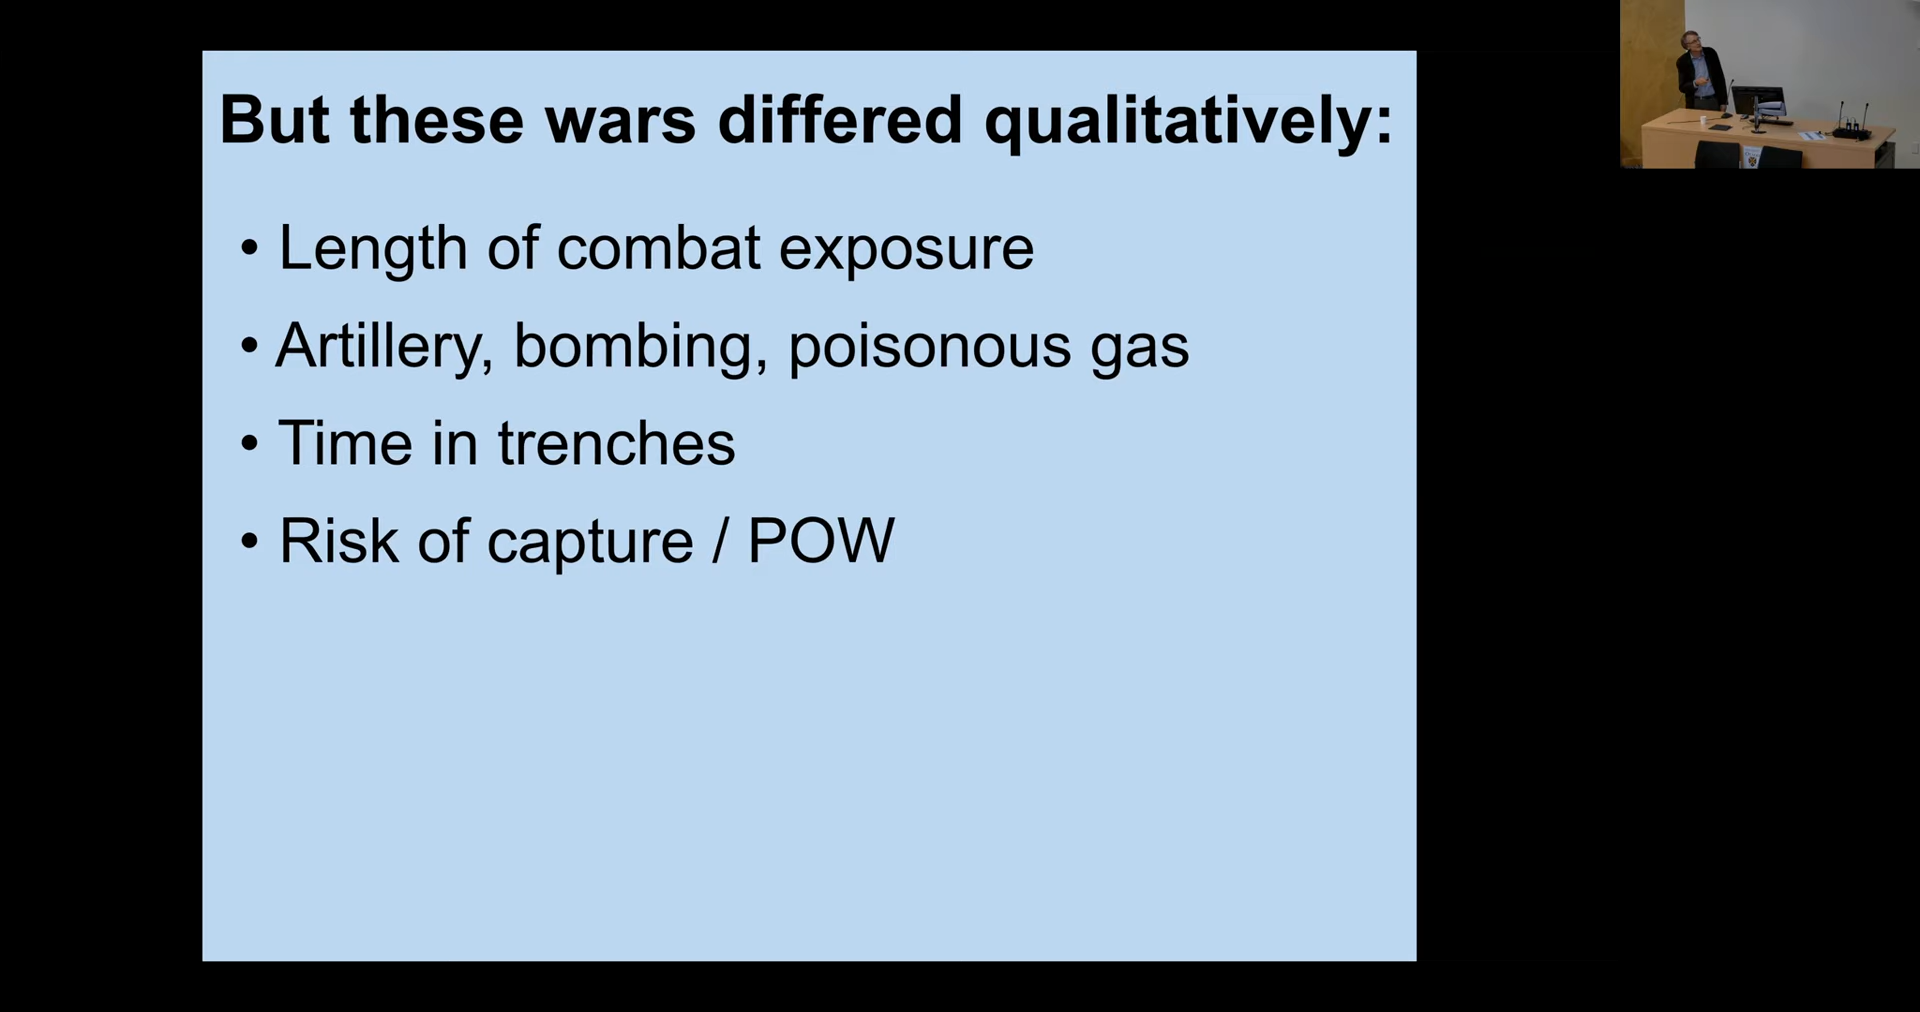 But these wars differed qualitatively:
• Length of combat exposure
• Artillery, bombing, poisonous gas
• Time in trenches
• Risk of capture / POW